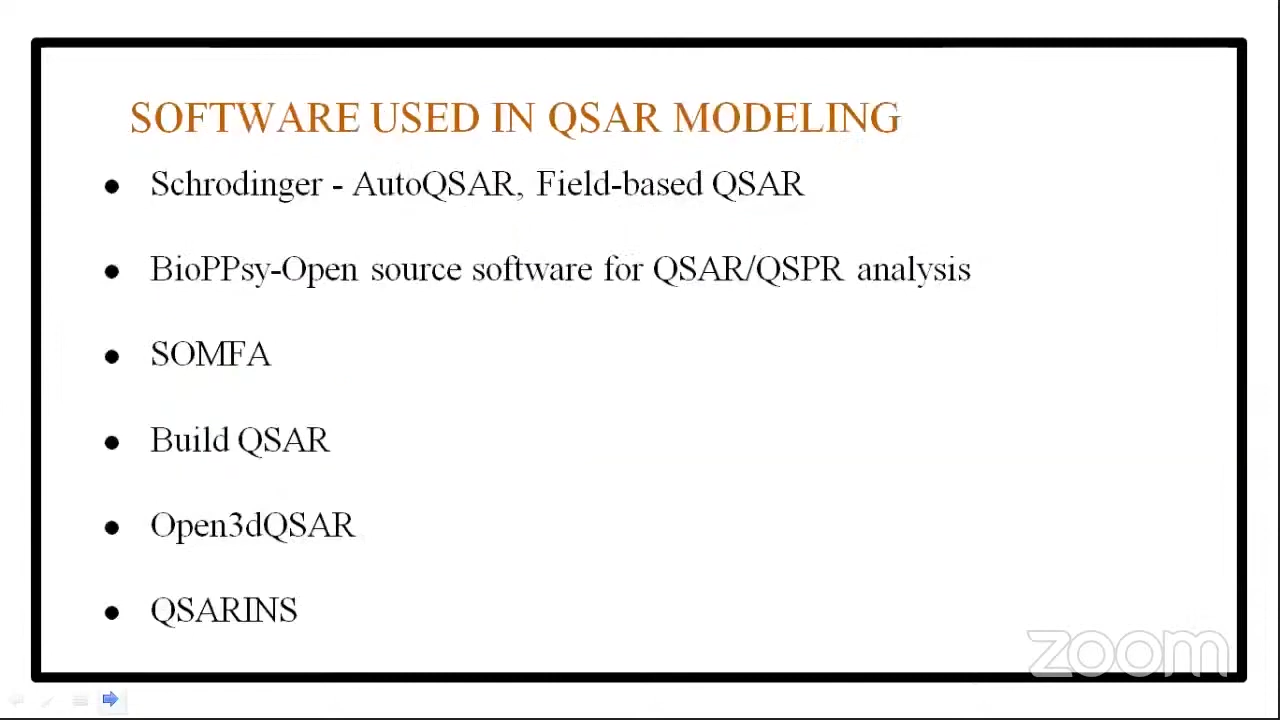 SOFTWARE USED IN QSAR MODELING
● Schrodinger - AutoQSAR, Field-based QSAR
● BioPPsy-Open source software for QSAR/QSPR analysis
● SOMFA
● Build QSAR
● Open3dQSAR
● QSARINS
zoom